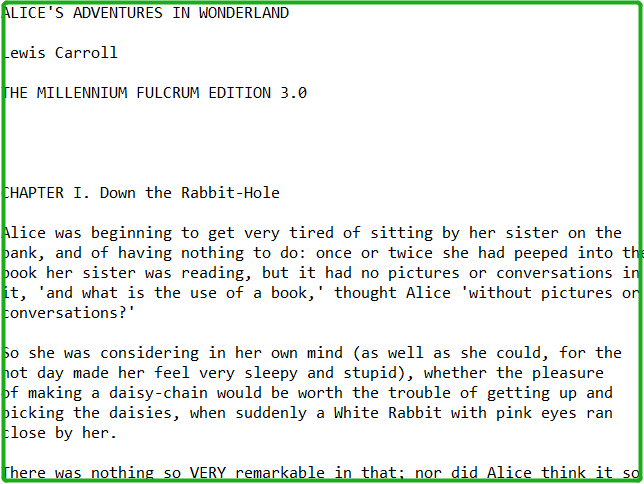 ALICE'S ADVENTURES IN WONDERLAND
Lewis Carroll
THE MILLENNIUM FULCRUM EDITION 3.0
CHAPTER I. Down the Rabbit-Hole
Alice was beginning to get very tired of sitting by her sister on the
bank, and of having nothing to do: once or twice she had peeped into the
book her sister was reading, but it had no pictures or conversations in
it, 'and what is the use of a book,' thought Alice 'without pictures or
conversations?'
So she was considering in her own mind (as well as she could, for the
hot day made her feel very sleepy and stupid), whether the pleasure
of making a daisy-chain would be worth the trouble of getting up and
picking the daisies, when suddenly a White Rabbit with pink eyes ran
close by her.
There was nothing so VERY remarkable in that; nor did Alice think it so